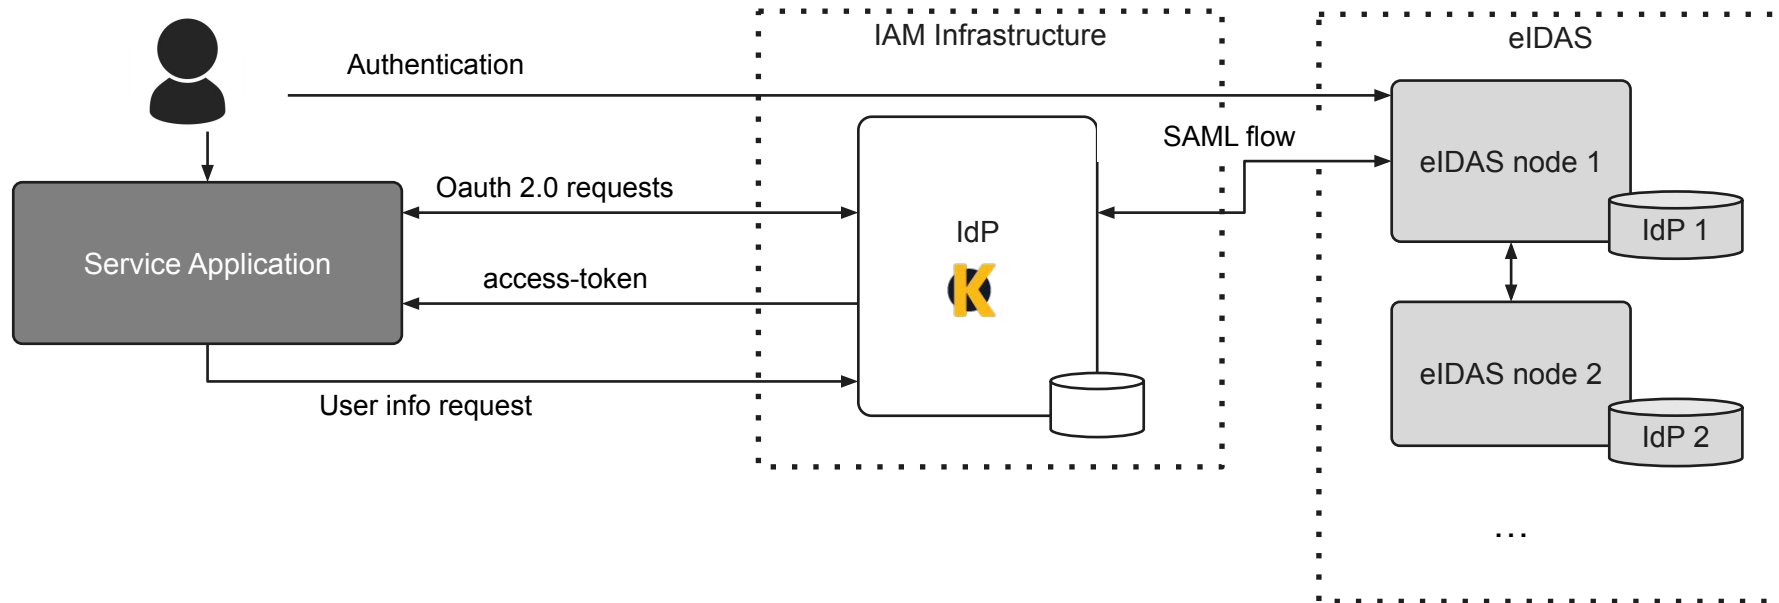 IAM Infrastructure
eIDAS
Authentication
SAML flow
eIDAS node 1
Oauth 2.0 requests
IdP 1
IdP
K
Service Application
access-token
eIDAS node 2
User info request
IdP 2
...